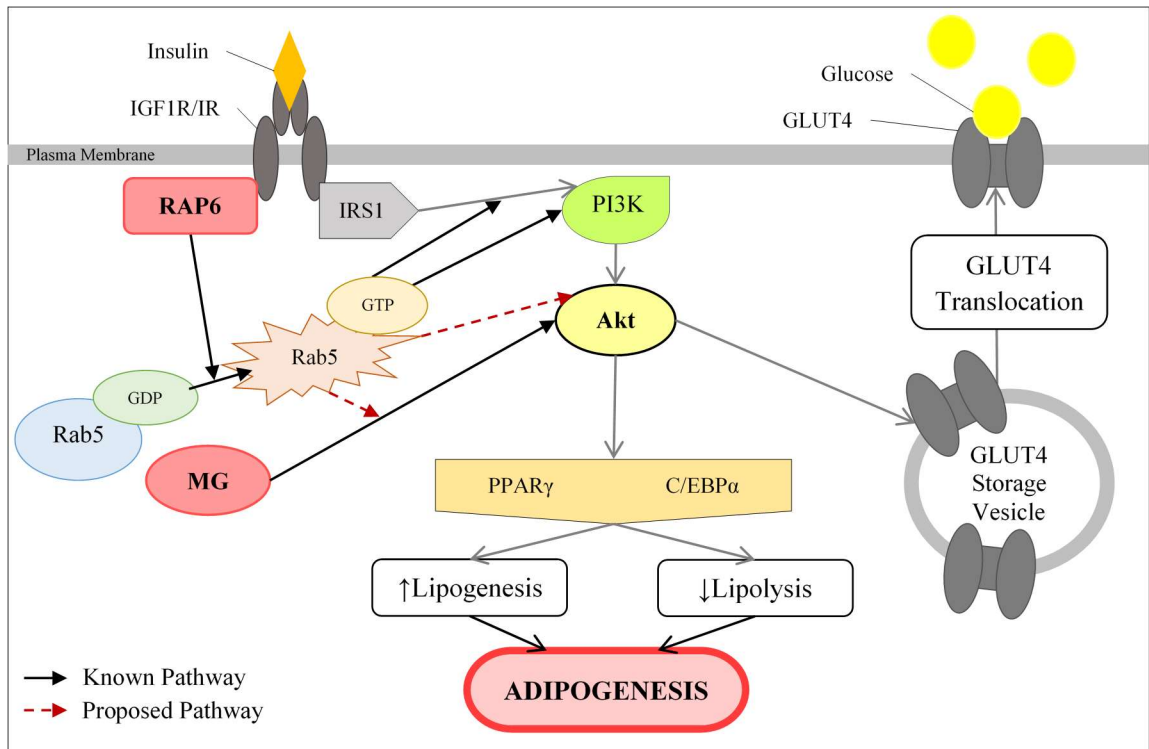 Insulin
Glucose
IGF1R/IR
GLUT4
Plasma Membrane
RAP6
IRS1
PI3K
GLUT4
Translocation
GTP
Akt
Rab5
GDP
Rab5
MG
GLUT4
Storage
Vesicle
PPARγ
C/EBPα
↑Lipogenesis
↓Lipolysis
ADIPOGENESIS
Known Pathway
Proposed Pathway